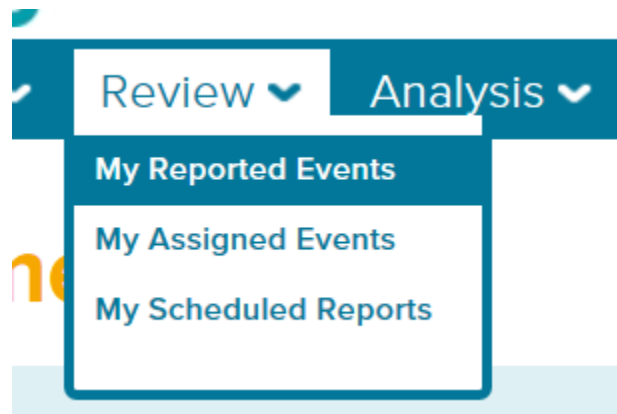 Review Analysis
My Reported Events
My Assigned Events
My Scheduled Reports